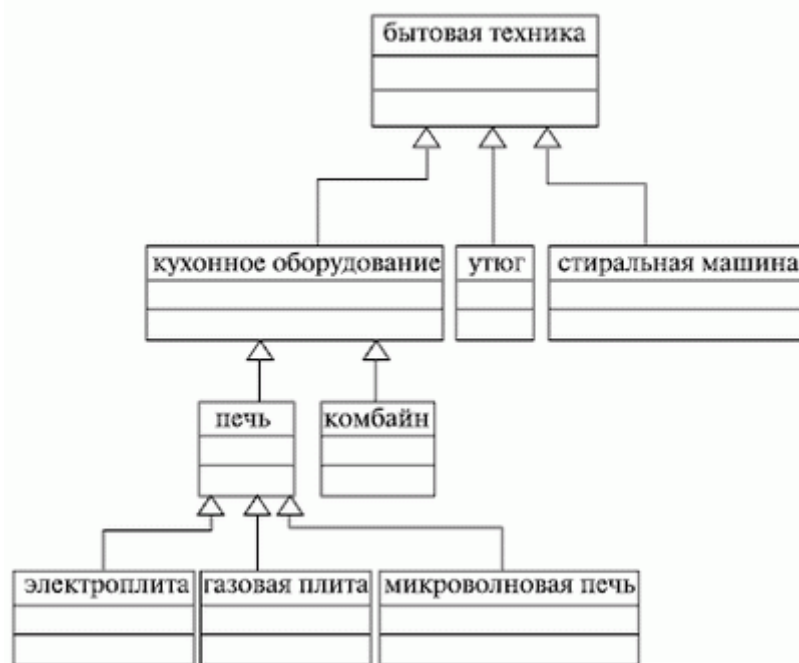 бытовая техника
кухонное оборудование
утюг
стиральная машина
печь
комбайн
электроплита
газовая плита
микроволновая печь